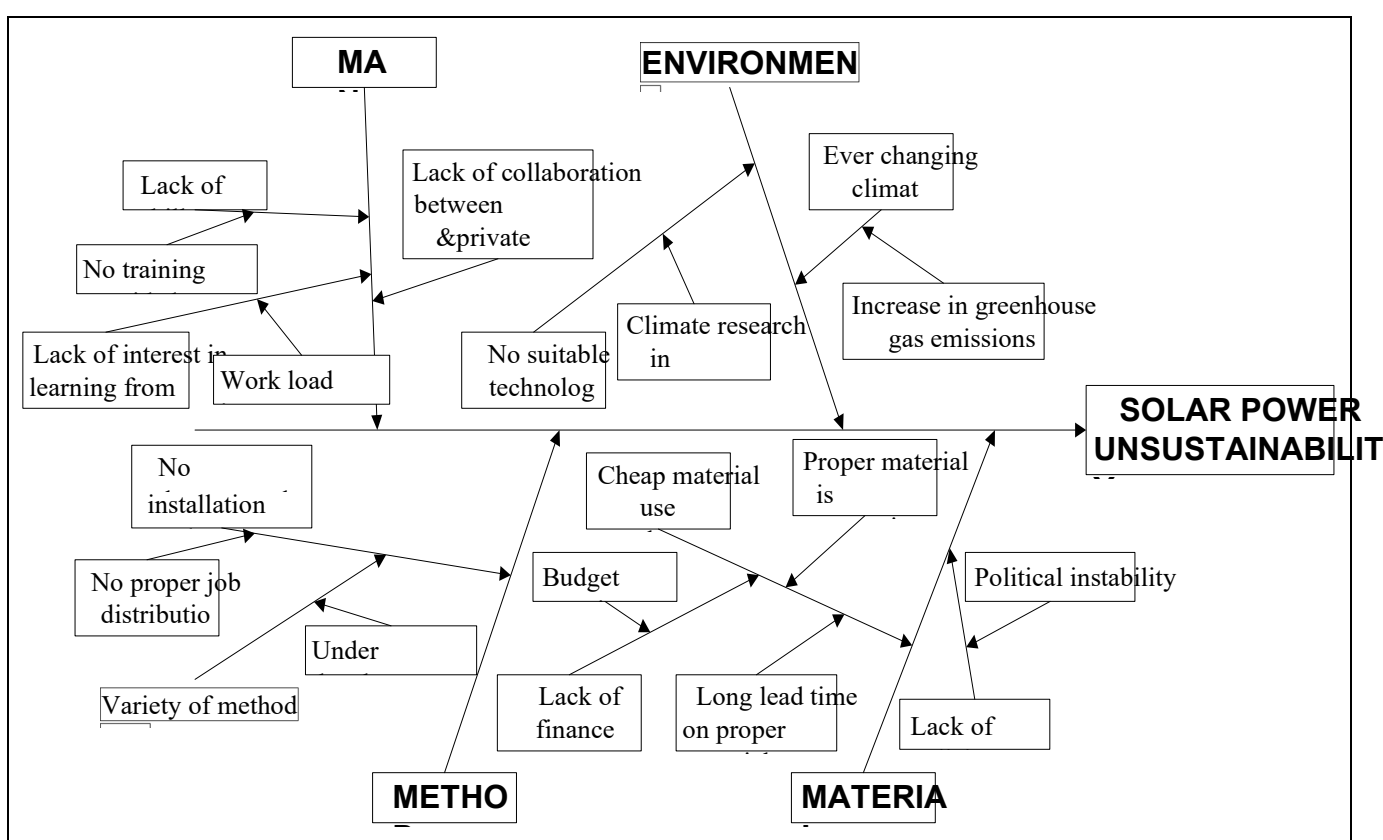 MA
ENVIRONMEN
Ever changing
climat
Lack of collaboration
between
&private
Lack of
No training
Increase in greenhouse
gas emissions
Climate research
in
Lack of interest in
learning from
Work load
No suitable
technolog
SOLAR POWER
UNSUSTAINABILIT
No
installation
Cheap material
use
Proper material
is
Budget
Political instability
No proper job
distributio
Under
Variety of method
Lack of
finance
Long lead time
on proper
Lack of
METHO
MATERIA